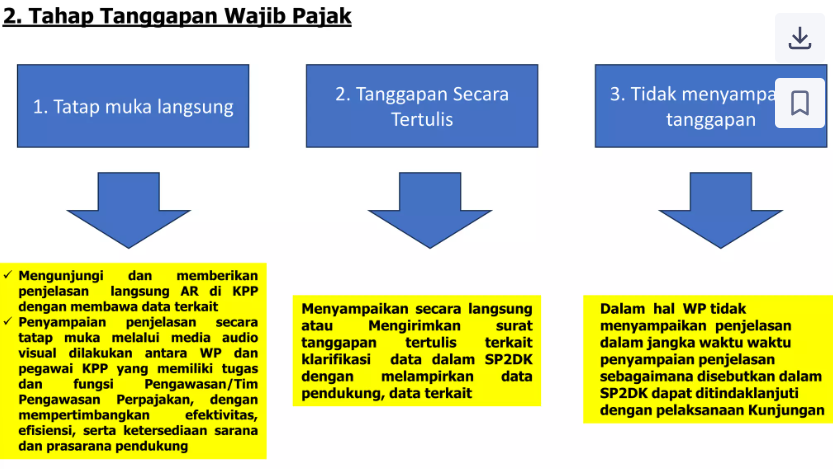 2. Tahap Tanggapan Wajib Pajak
1. Tatap muka langsung
2. Tanggapan Secara
Tertulis
3. Tidak menyampa
tanggapan
✓ Mengunjungi dan memberikan
penjelasan langsung AR di KPP
dengan membawa data terkait
✓ Penyampaian penjelasan secara
tatap muka melalui media audio
visual dilakukan antara WP dan
pegawai KPP yang memiliki tugas
dan fungsi Pengawasan/Tim
Pengawasan Perpajakan, dengan
mempertimbangkan efektivitas,
efisiensi, serta ketersediaan sarana
dan prasarana pendukung
Menyampaikan secara langsung
atau Mengirimkan surat
tanggapan tertulis terkait
klarifikasi data dalam SP2DK
dengan melampirkan data
pendukung, data terkait
Dalam hal WP tidak
menyampaikan penjelasan
dalam jangka waktu waktu
penyampaian penjelasan
sebagaimana disebutkan dalam
SP2DK dapat ditindaklanjuti
dengan pelaksanaan Kunjungan